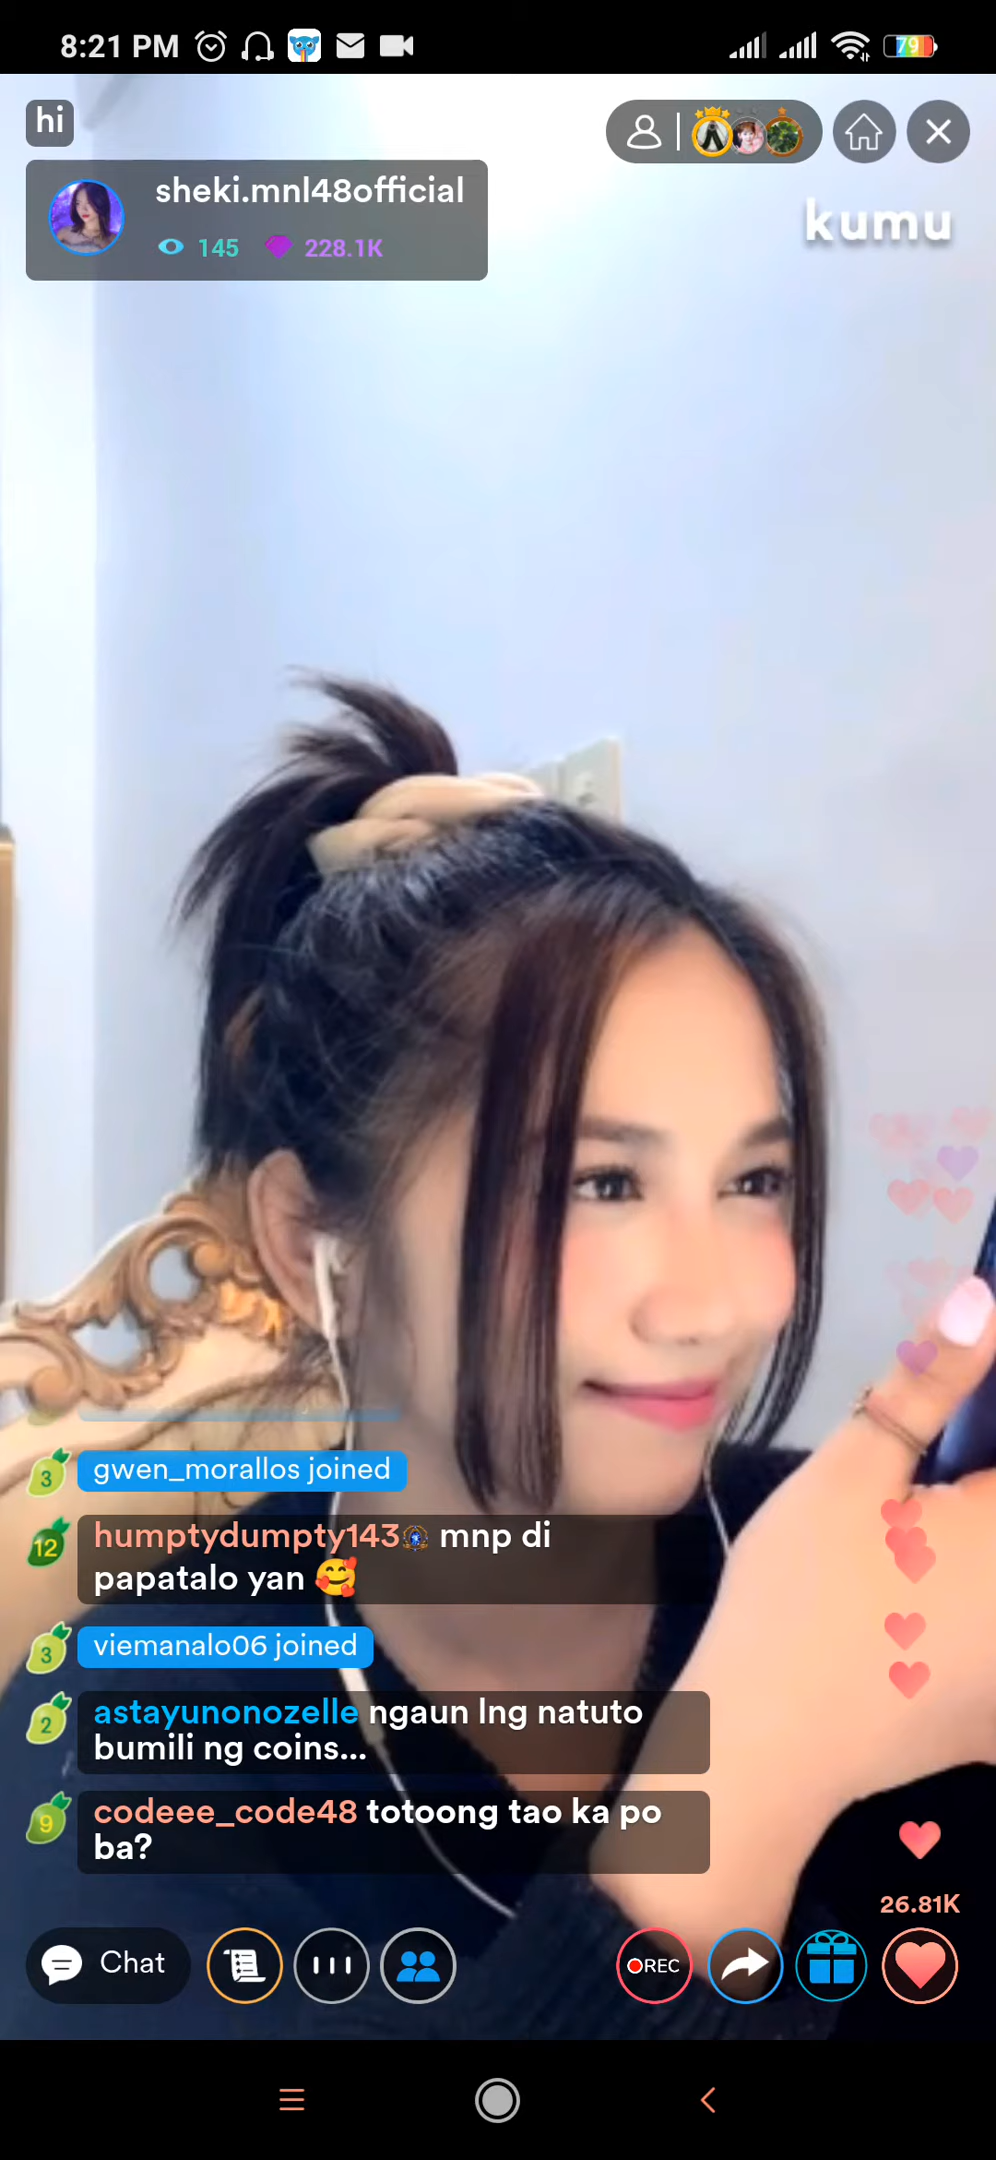 8:21 PM
79
hi
sheki.mnl48official
145 228.1K
kumu
3 gwen_morallos joined
12 humptydumpty143 mnp di
papatalo yan 🥰
3 viemanalo06 joined
2 astayunonozelle ngaun lng natuto
bumili ng coins...
9 codeee_code48 totoong tao ka po
ba?
26.81K
Chat
REC